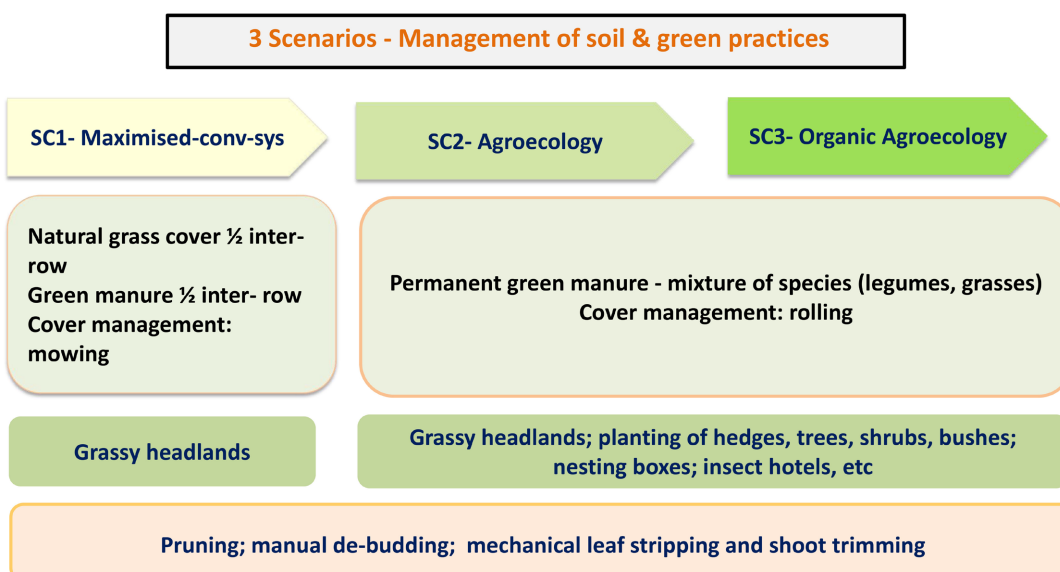 3 Scenarios - Management of soil & green practices
SC1- Maximised-conv-sys
SC2- Agroecology
SC3- Organic Agroecology
Natural grass cover ½ inter-
row
Green manure ½ inter- row
Cover management:
mowing
Permanent green manure - mixture of species (legumes, grasses)
Cover management: rolling
Grassy headlands
Grassy headlands; planting of hedges, trees, shrubs, bushes;
nesting boxes; insect hotels, etc
Pruning; manual de-budding; mechanical leaf stripping and shoot trimming